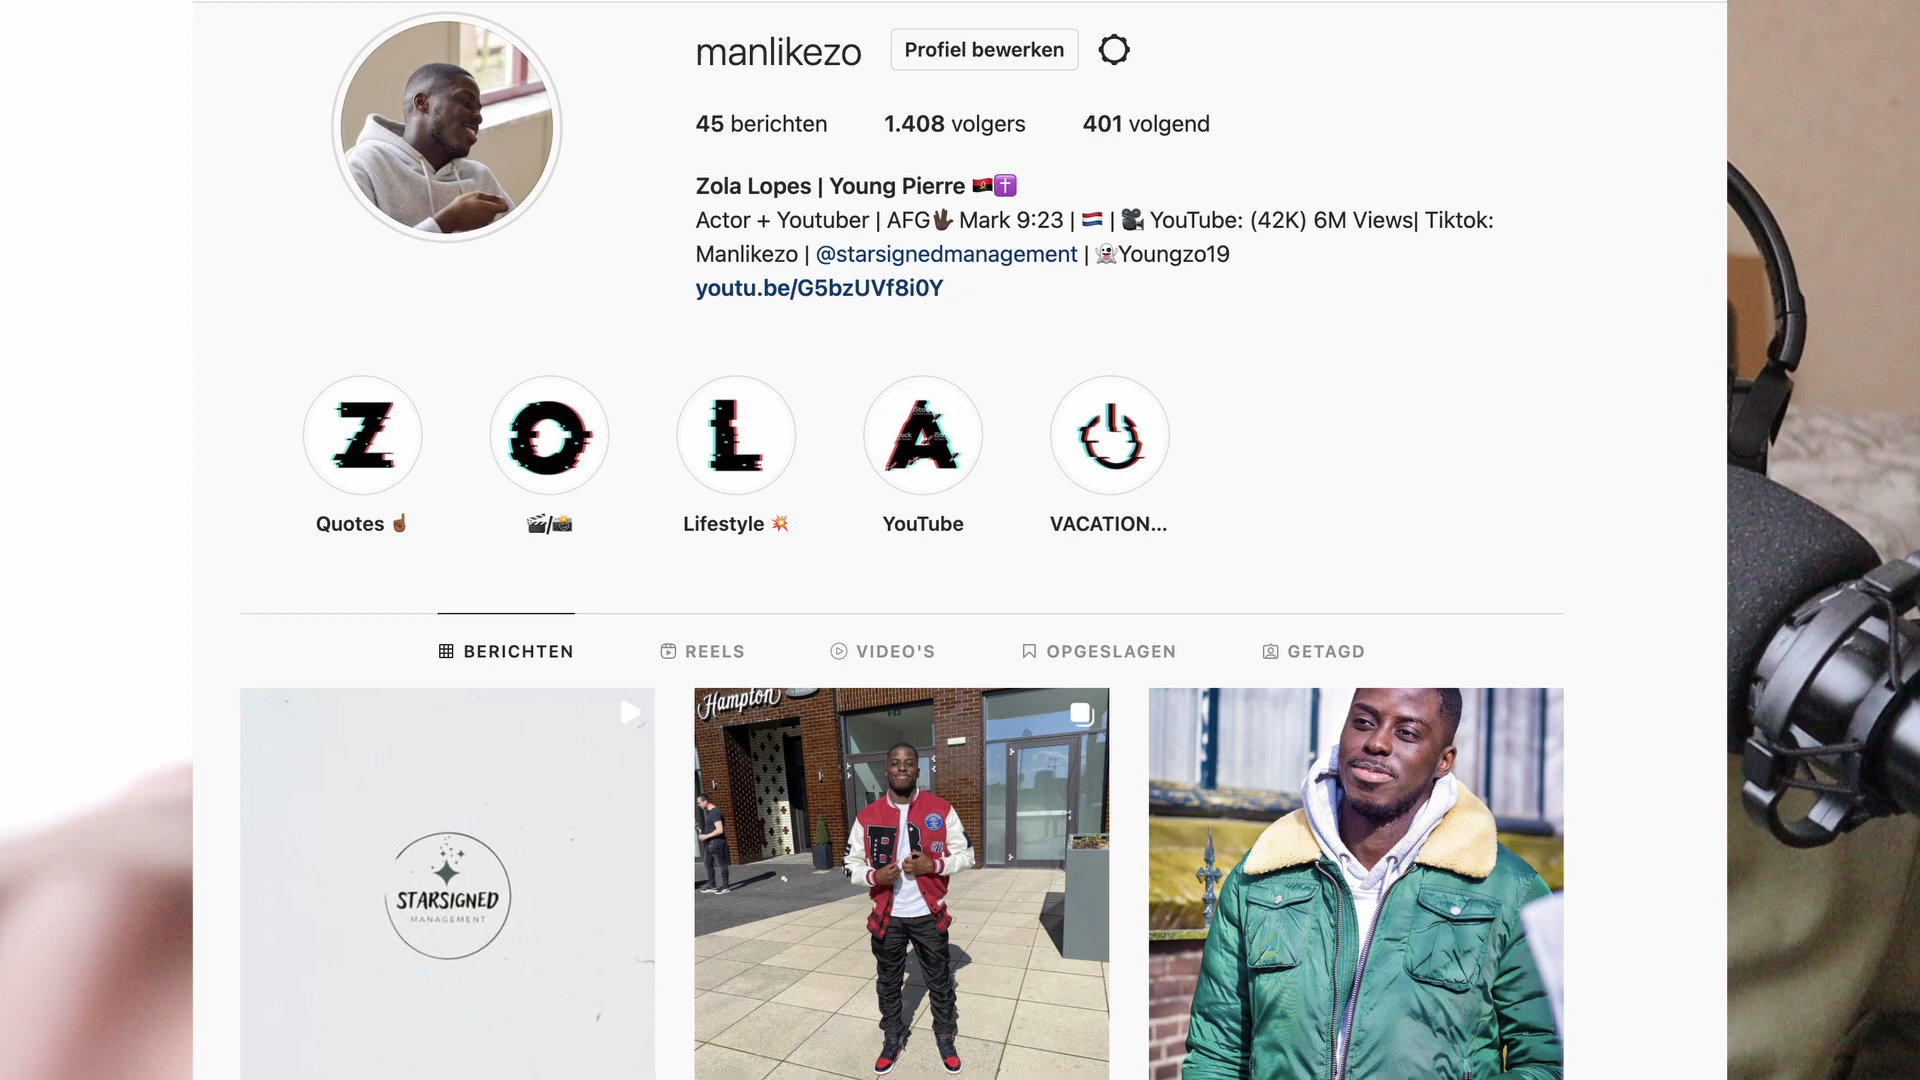 manlikezo
Profiel bewerken
45 berichten 1.408 volgers 401 volgend
Zola Lopes | Young Pierre 🇦🇴✝️
Actor + Youtuber | AFG🖖🏿 Mark 9:23 | 🇳🇱 | 🎥 YouTube: (42K) 6M Views| Tiktok:
Manlikezo | @starsignedmanagement | 👻Youngzo19
youtu.be/G5bzUVf8i0Y
Z O L A
Quotes ☝🏾 🎬/📸 Lifestyle 💥 YouTube VACATION...
BERICHTEN REELS VIDEO'S OPGESLAGEN GETAGD
STARSIGNED
MANAGEMENT
Hampton